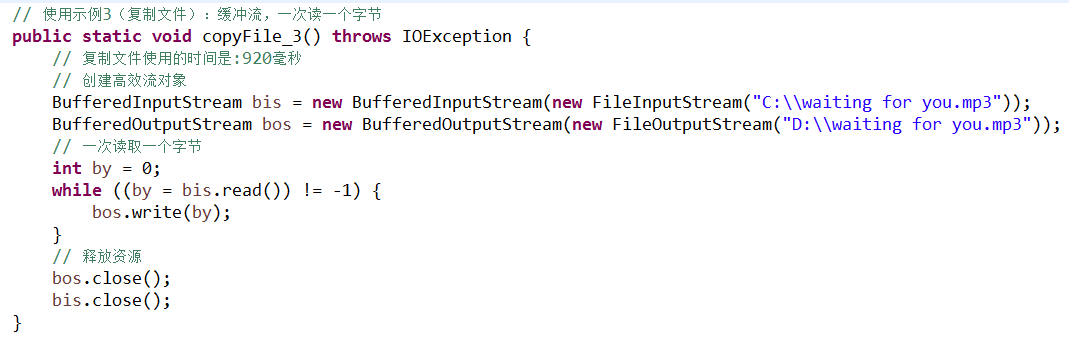 // 使用示例3（复制文件）：缓冲流，一次读一个字节
public static void copyFile_3() throws IOException {
    // 复制文件使用的时间是:920毫秒
    // 创建高效流对象
    BufferedInputStream bis = new BufferedInputStream(new FileInputStream("C:\\waiting for you.mp3"));
    BufferedOutputStream bos = new BufferedOutputStream(new FileOutputStream("D:\\waiting for you.mp3"));
    // 一次读取一个字节
    int by = 0;
    while ((by = bis.read()) != -1) {
        bos.write(by);
    }
    // 释放资源
    bos.close();
    bis.close();
}